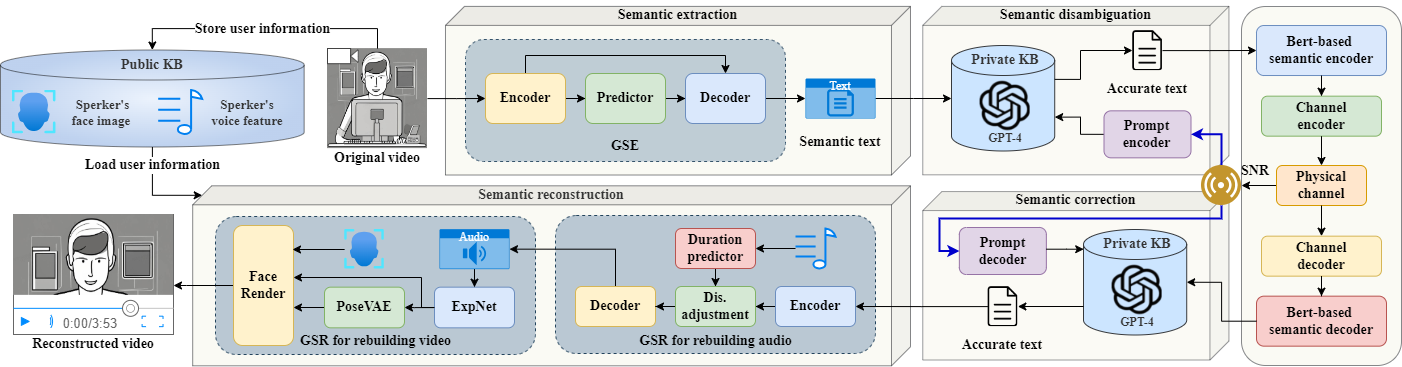 Store user information
Public KB
Sperker's
face image
Sperker's
voice feature
Load user information
Original video
Semantic extraction
Encoder
Predictor
Decoder
GSE
Text
Semantic text
Semantic disambiguation
Private KB
GPT-4
Accurate text
Prompt
encoder
Bert-based
semantic encoder
Channel
encoder
SNR
Physical
channel
Channel
decoder
Bert-based
semantic decoder
Semantic correction
Prompt
decoder
Private KB
GPT-4
Accurate text
Semantic reconstruction
Duration
predictor
Encoder
Dis.
adjustment
Decoder
GSR for rebuilding audio
Audio
ExpNet
PoseVAE
Face
Render
GSR for rebuilding video
0:00/3:53
Reconstructed video